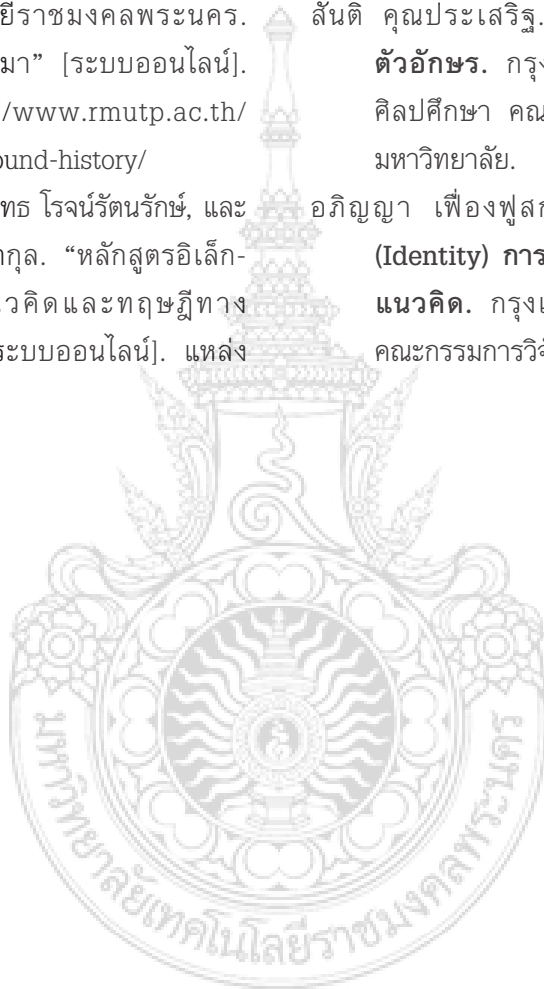 ยีราชมงคลพระนคร.
มา” [ระบบออนไลน์].
/www.rmutp.ac.th/
ound-history/
ทธ โรจน์รัตนรักษ์, และ
ากุล. “หลักสูตรอิเล็ก-
นวคิดและทฤษฎีทาง
ระบบออนไลน์]. แหล่ง
สันติ คุณประเสริฐ.
ตัวอักษร. กรุง
ศิลปศึกษา คณ
มหาวิทยาลัย.
อภิญญา เฟื่องฟูสก
(Identity) การ
แนวคิด. กรุงเ
คณะกรรมการวิจั
มหาวิทยาลัยเทคโนโลยีราชมงคลพระนคร